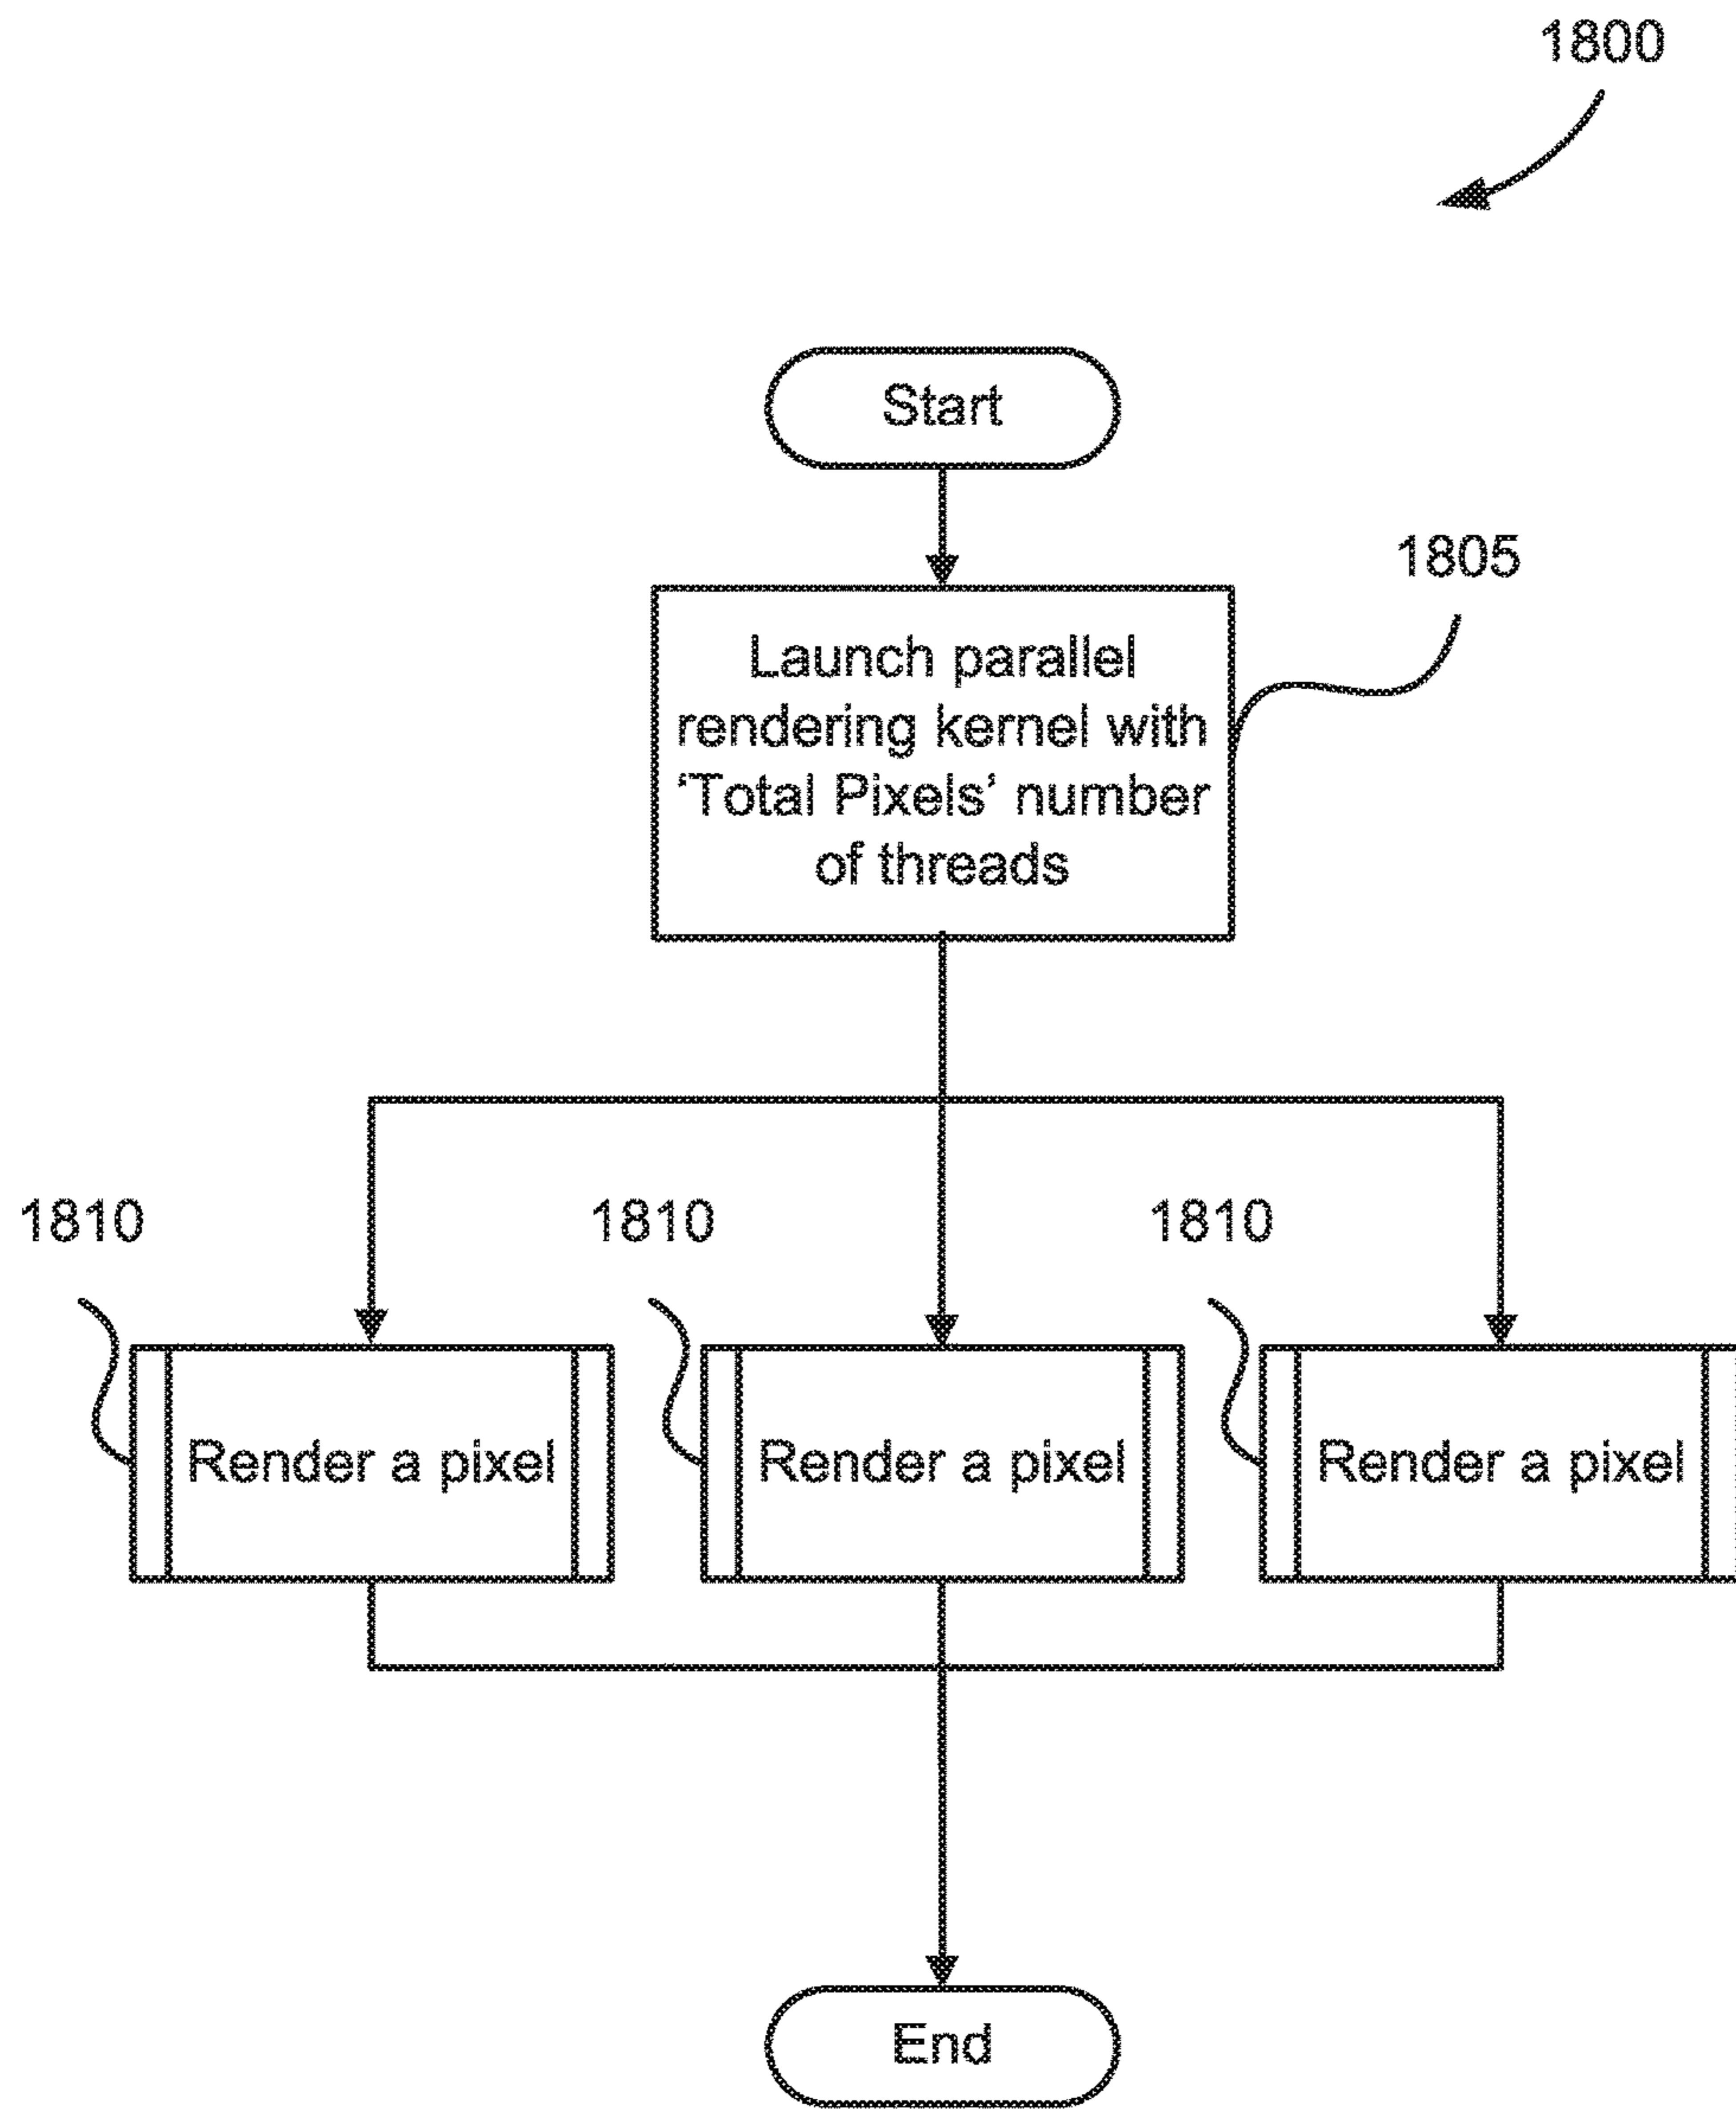 1800
Start
1805
Launch parallel
rendering kernel with
‘Total Pixels’ number
of threads
1810
1810
1810
Render a pixel
Render a pixel
Render a pixel
End